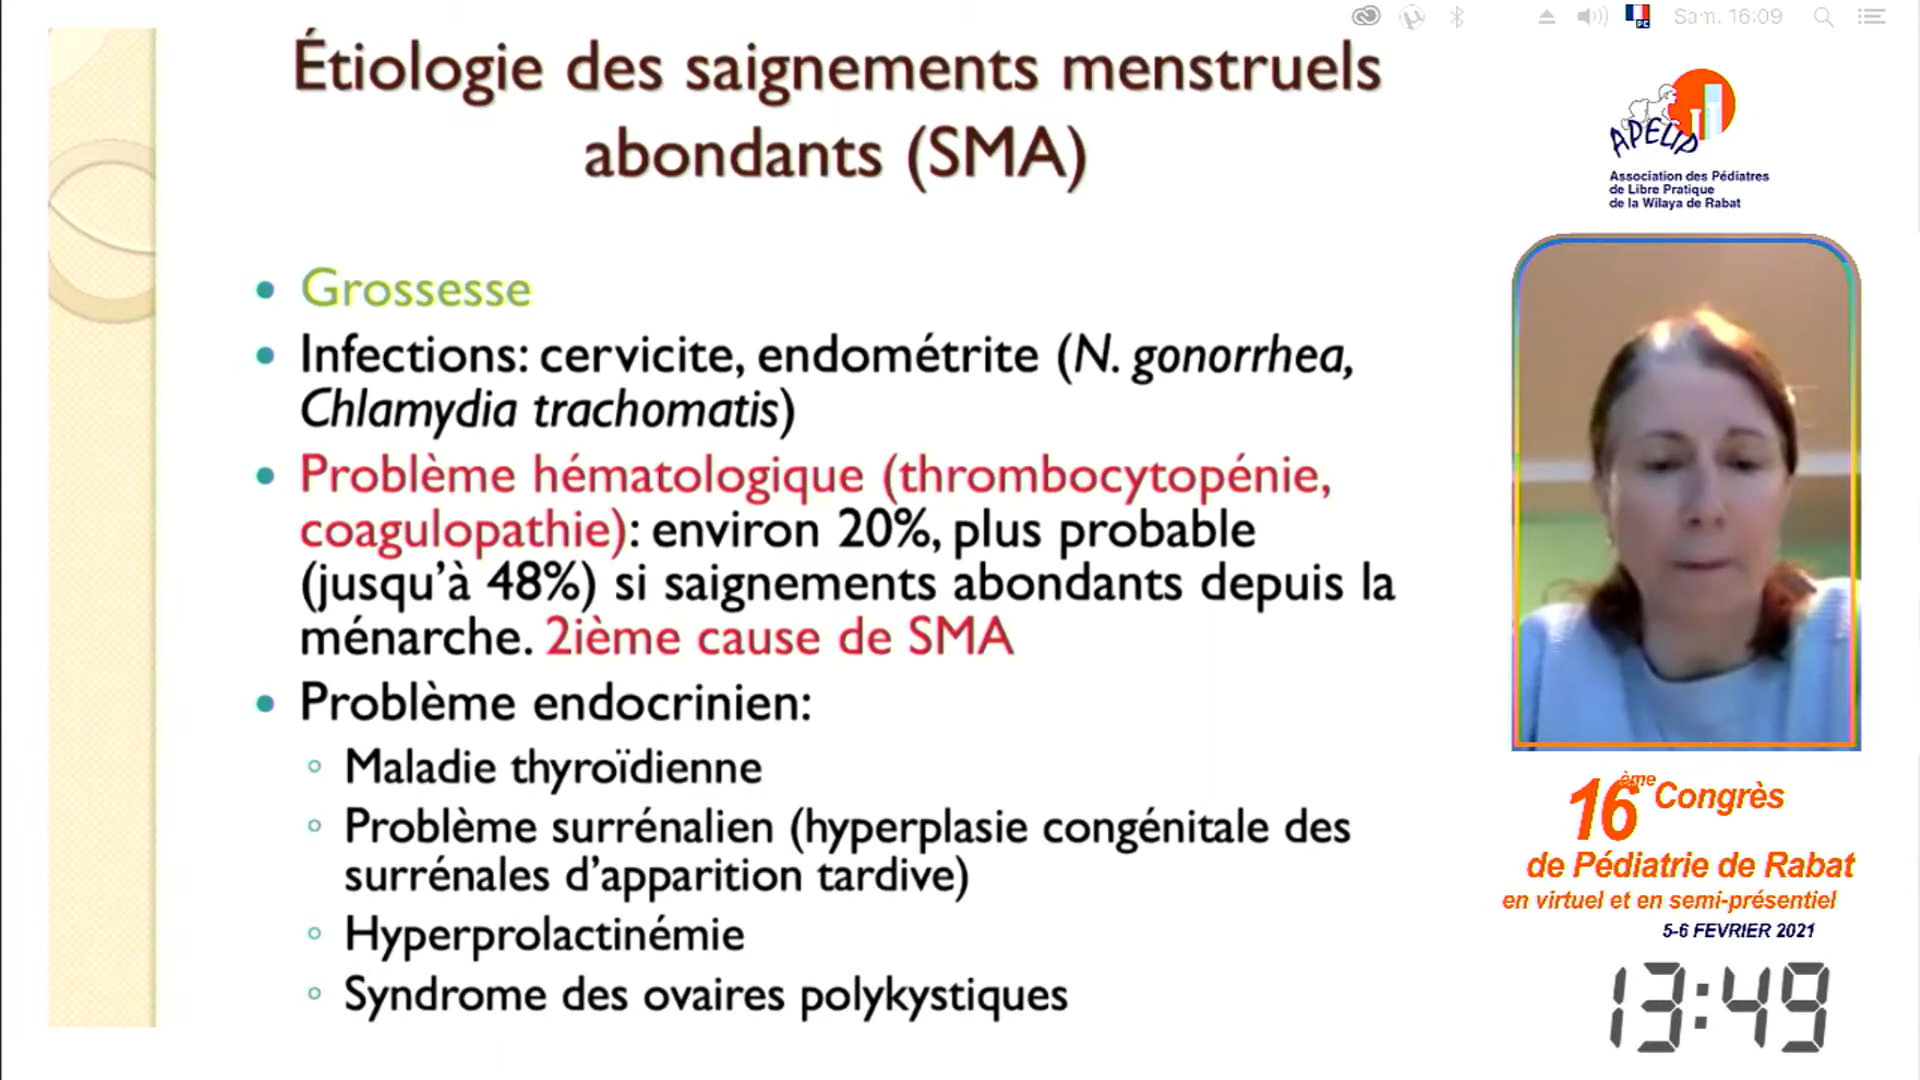 Sam. 16:09
Étiologie des saignements menstruels
abondants (SMA)
APELIP
Association des Pédiatres
de Libre Pratique
de la Wilaya de Rabat
• Grossesse
• Infections: cervicite, endométrite (N. gonorrhea,
Chlamydia trachomatis)
• Problème hématologique (thrombocytopénie,
coagulopathie): environ 20%, plus probable
(jusqu’à 48%) si saignements abondants depuis la
ménarche. 2ième cause de SMA
• Problème endocrinien:
◦ Maladie thyroïdienne
◦ Problème surrénalien (hyperplasie congénitale des
surrénales d’apparition tardive)
◦ Hyperprolactinémie
◦ Syndrome des ovaires polykystiques
16ème Congrès
de Pédiatrie de Rabat
en virtuel et en semi-présentiel
5-6 FEVRIER 2021
13:49